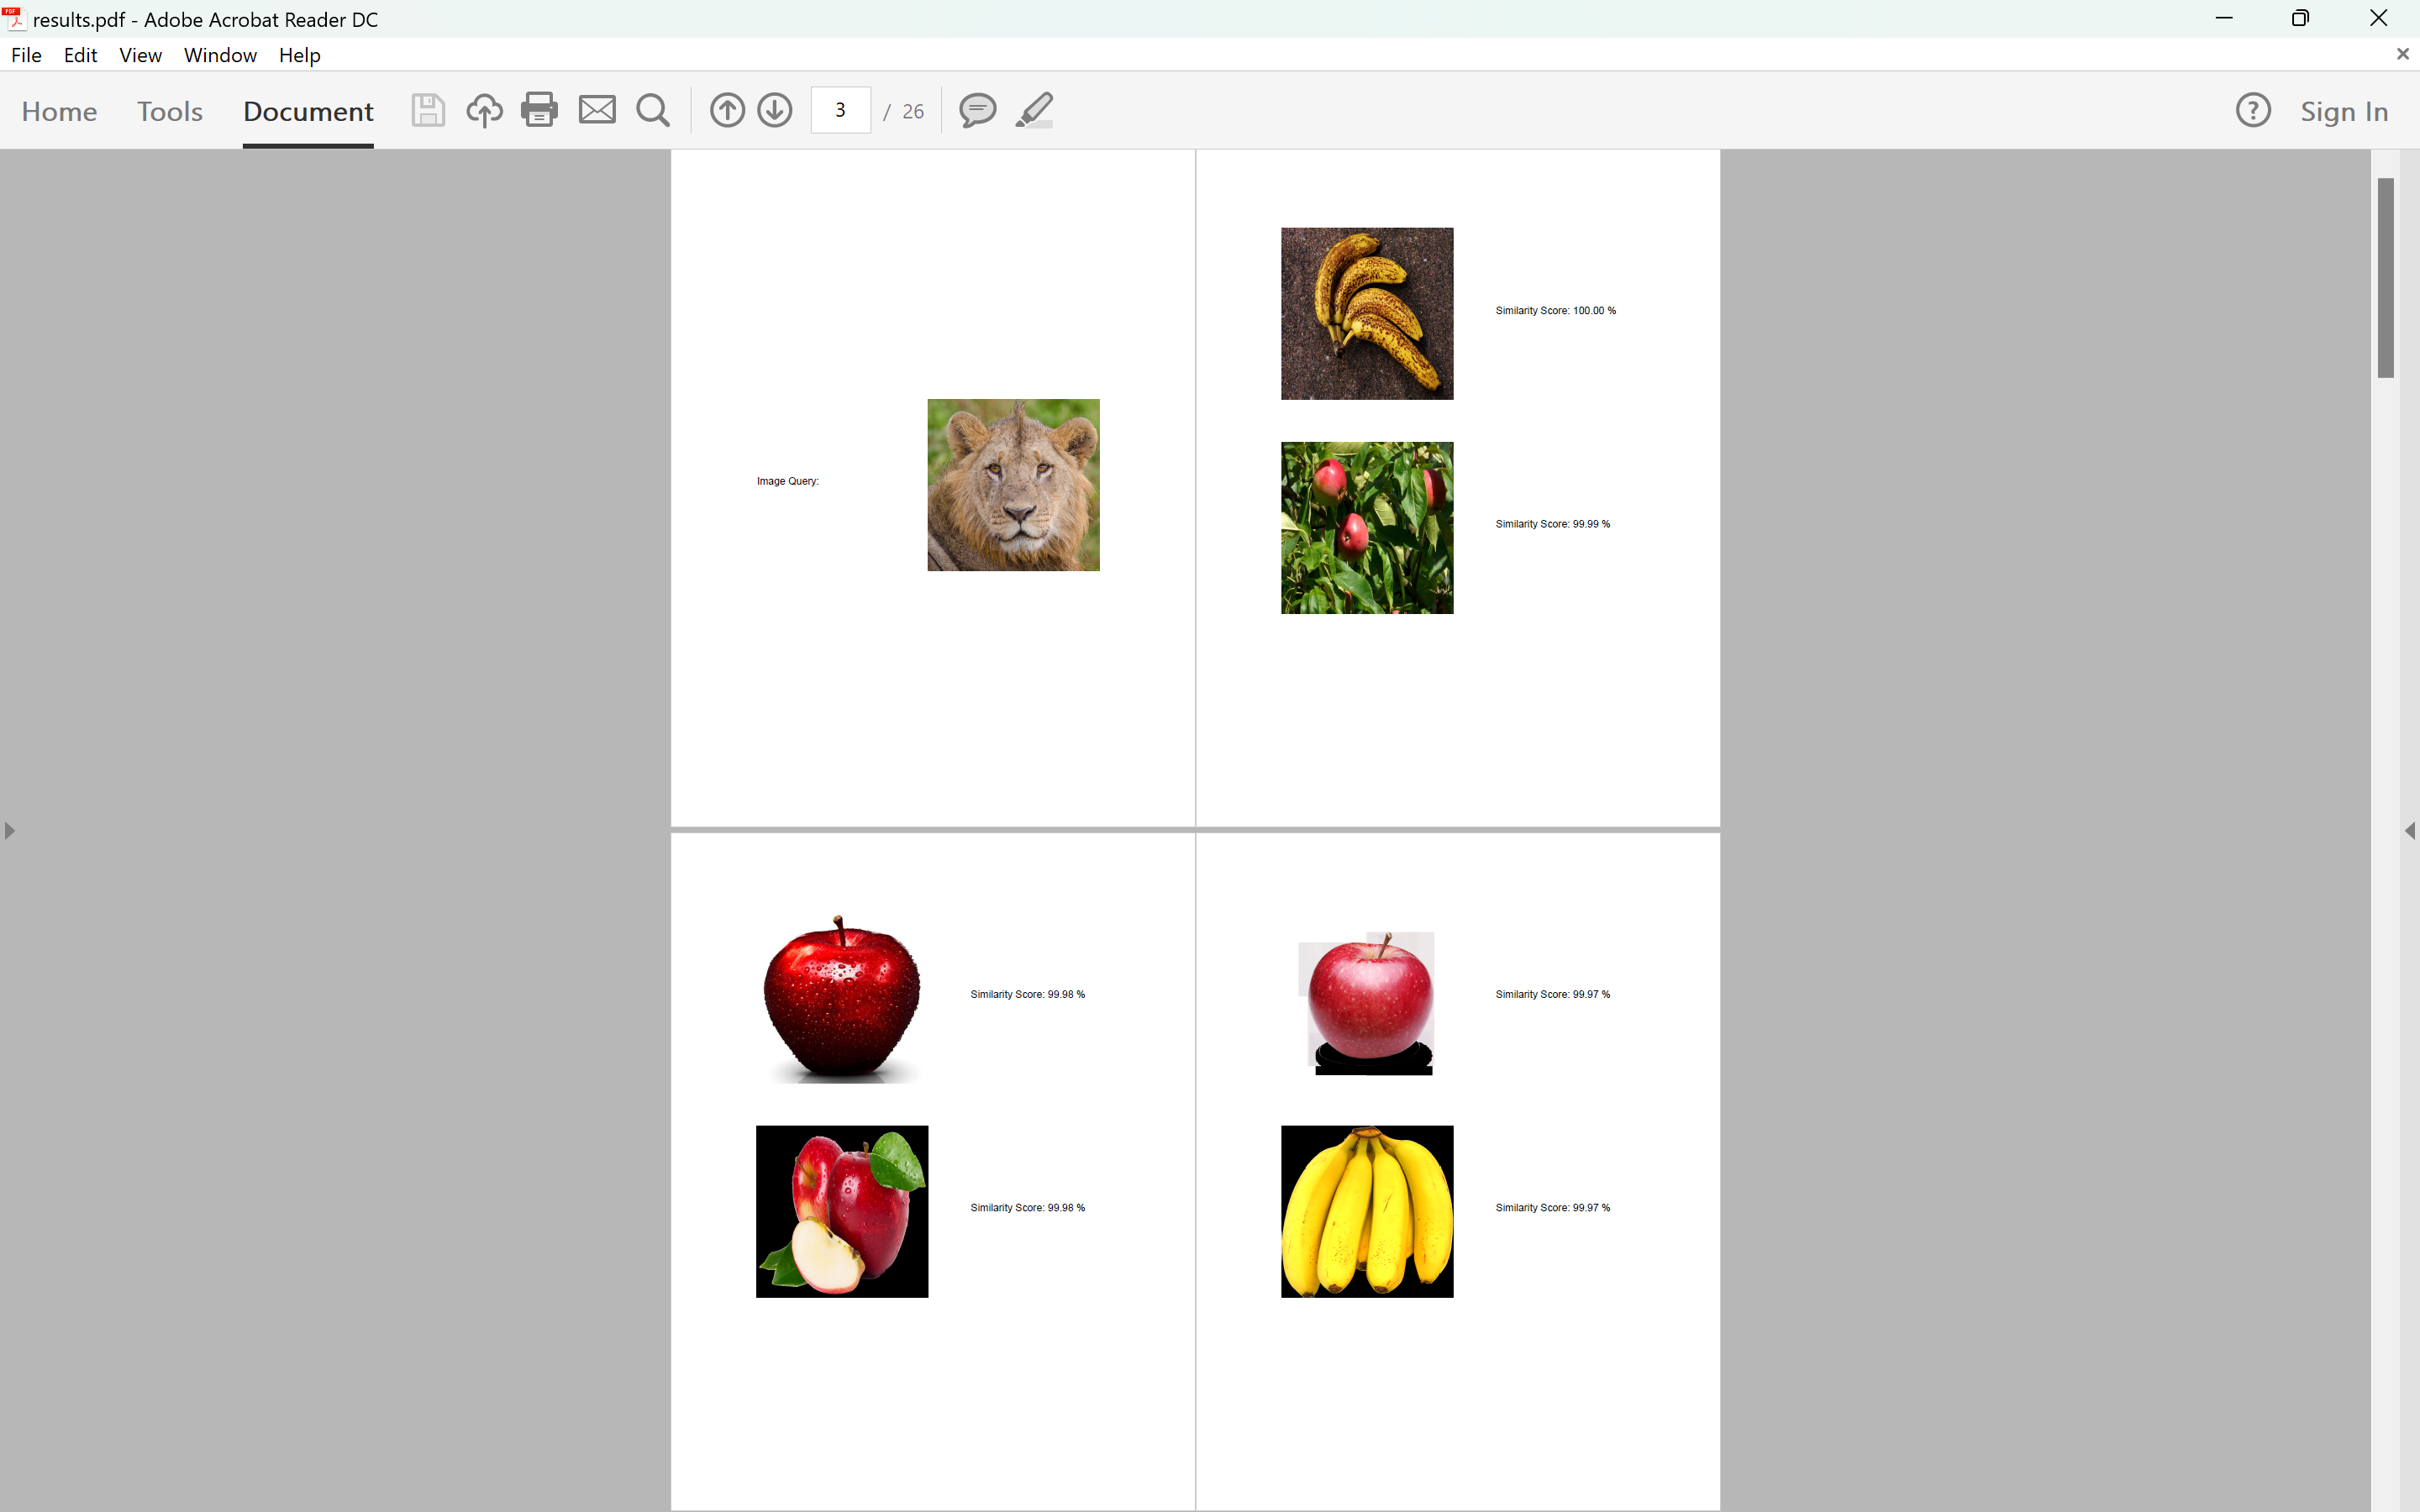 results.pdf - Adobe Acrobat Reader DC
File Edit View Window Help
Home Tools Document 3 / 26 Sign In
Image Query:
Similarity Score: 100.00 %
Similarity Score: 99.99 %
Similarity Score: 99.98 %
Similarity Score: 99.98 %
Similarity Score: 99.97 %
Similarity Score: 99.97 %